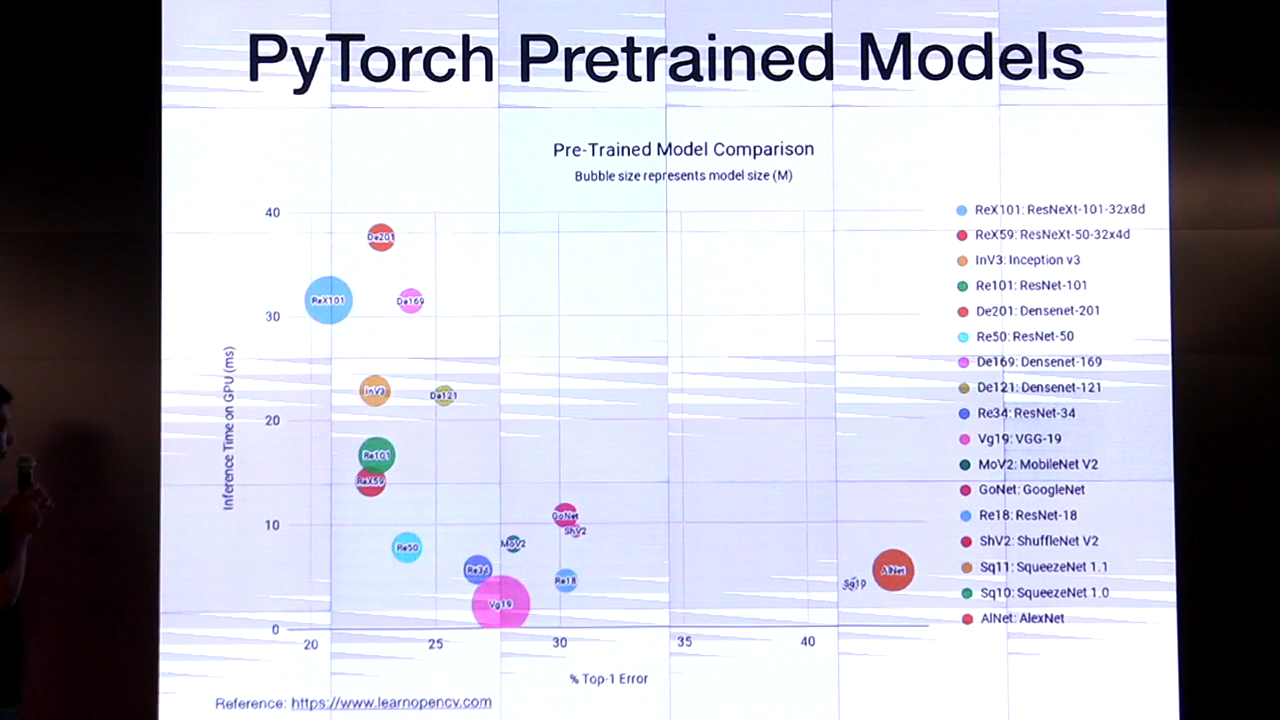 PyTorch Pretrained Models
Pre-Trained Model Comparison
Bubble size represents model size (M)
40
30
20
10
0
Inference Time on GPU (ms)
De201
ReX101
De169
InV3
De121
Re101
ReX59
GoNet
ShV2
MoV2
Re50
Re34
Re18
Vg19
Sq10
AlNet
20
25
30
35
40
% Top-1 Error
ReX101: ResNeXt-101-32x8d
ReX59: ResNeXt-50-32x4d
InV3: Inception v3
Re101: ResNet-101
De201: Densenet-201
Re50: ResNet-50
De169: Densenet-169
De121: Densenet-121
Re34: ResNet-34
Vg19: VGG-19
MoV2: MobileNet V2
GoNet: GoogleNet
Re18: ResNet-18
ShV2: ShuffleNet V2
Sq11: SqueezeNet 1.1
Sq10: SqueezeNet 1.0
AlNet: AlexNet
Reference: https://www.learnopencv.com